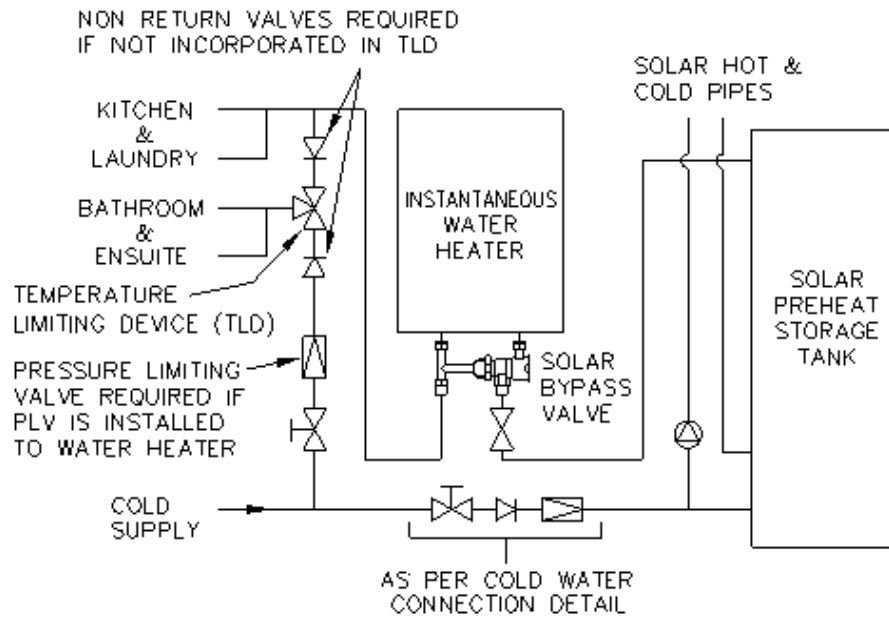 NON RETURN VALVES REQUIRED
IF NOT INCORPORATED IN TLD
SOLAR HOT &
COLD PIPES
KITCHEN
&
LAUNDRY
BATHROOM
&
ENSUITE
INSTANTANEOUS
WATER
HEATER
SOLAR
PREHEAT
STORAGE
TANK
TEMPERATURE
LIMITING DEVICE (TLD)
SOLAR
BYPASS
VALVE
PRESSURE LIMITING
VALVE REQUIRED IF
PLV IS INSTALLED
TO WATER HEATER
COLD
SUPPLY
AS PER COLD WATER
CONNECTION DETAIL